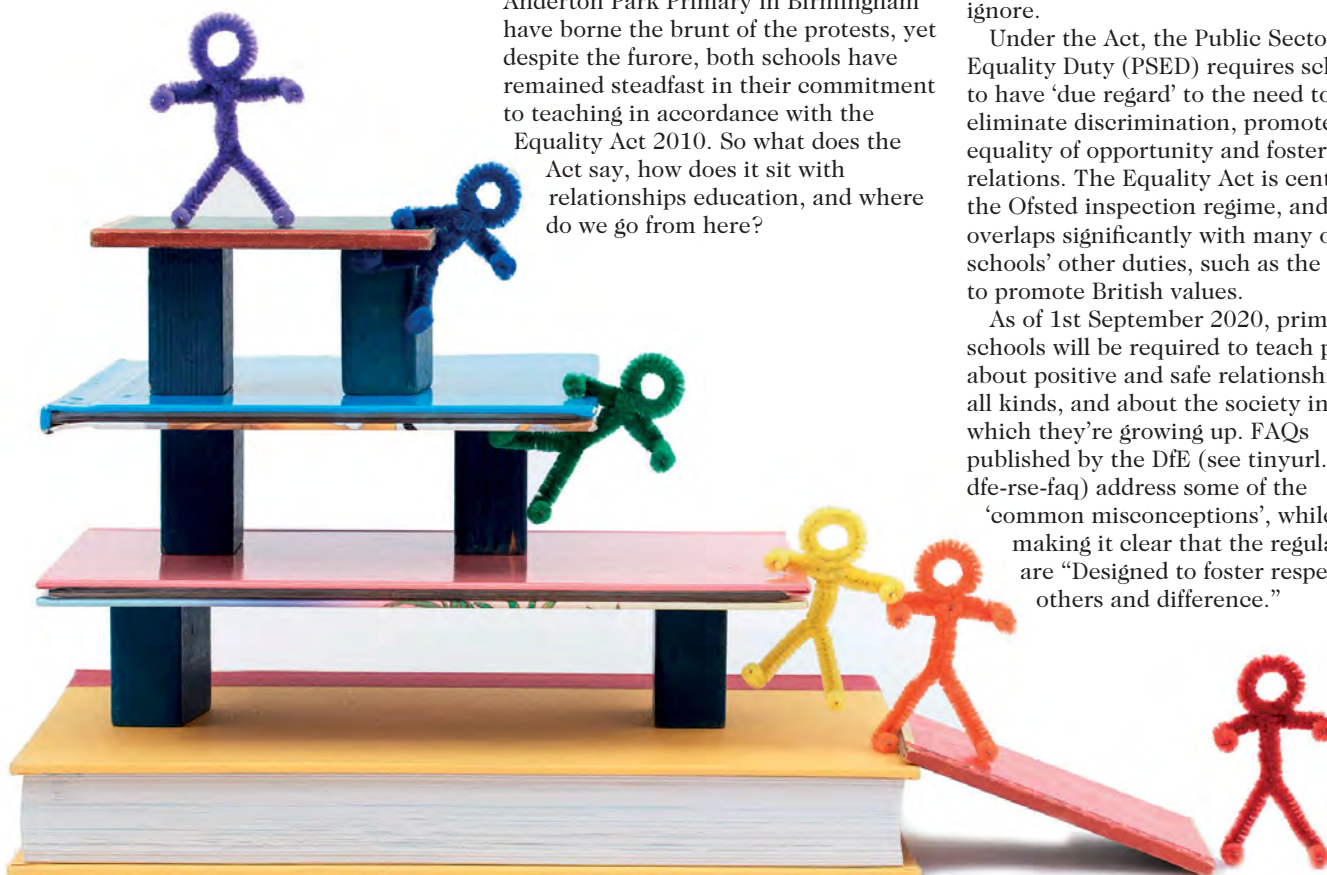 Anderton Park Primary in Birmingham
have borne the brunt of the protests, yet
despite the furore, both schools have
remained steadfast in their commitment
to teaching in accordance with the
Equality Act 2010. So what does the
Act say, how does it sit with
relationships education, and where
do we go from here?
ignore.
Under the Act, the Public Secto
Equality Duty (PSED) requires sch
to have ‘due regard’ to the need to
eliminate discrimination, promote
equality of opportunity and foster
relations. The Equality Act is cent
the Ofsted inspection regime, and
overlaps significantly with many o
schools’ other duties, such as the
to promote British values.
As of 1st September 2020, prim
schools will be required to teach p
about positive and safe relationshi
all kinds, and about the society in
which they’re growing up. FAQs
published by the DfE (see tinyurl.
dfe-rse-faq) address some of the
‘common misconceptions’, while
making it clear that the regula
are “Designed to foster respe
others and difference.”